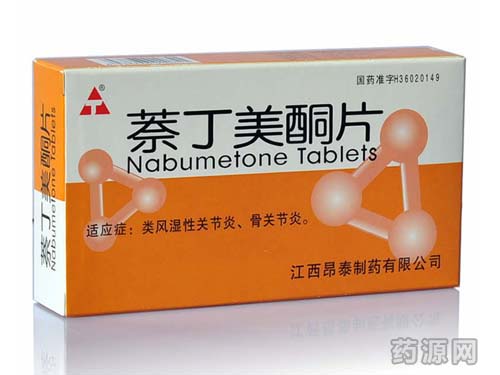 国药准字H36020149
萘丁美酮片
Nabumetone Tablets
适应症：类风湿性关节炎、骨关节炎。
江西昂泰制药有限公司
萘丁美酮片
Nabumetone Tablets
药源网